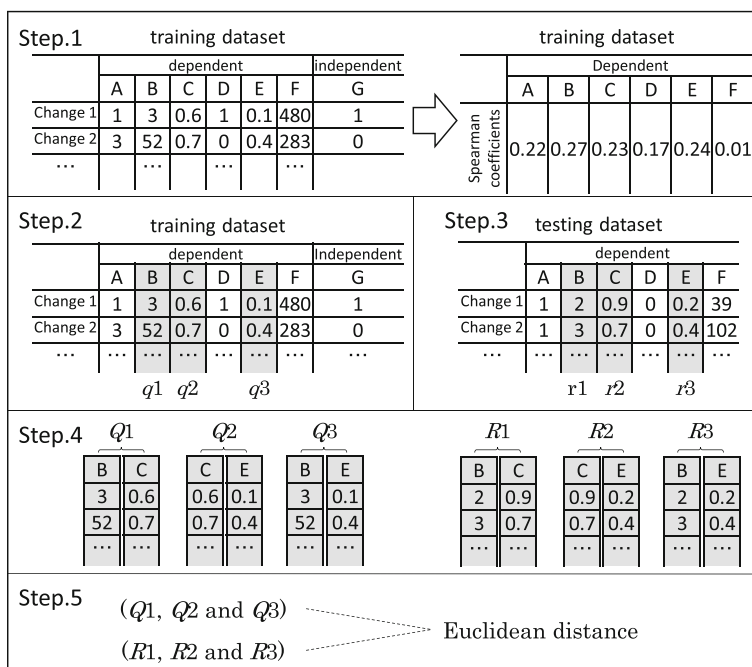 Step.1
training dataset
dependent independent
A B C D E F G
Change 1 1 3 0.6 1 0.1 480 1
Change 2 3 52 0.7 0 0.4 283 0
... ... ...
training dataset
Dependent
A B C D E F
Spearman coefficients
0.22 0.27 0.23 0.17 0.24 0.01
Step.2
training dataset
dependent Independent
A B C D E F G
Change 1 1 3 0.6 1 0.1 480 1
Change 2 3 52 0.7 0 0.4 283 0
... ... ... ... ... ... ... ...
q1 q2 q3
Step.3
testing dataset
dependent
A B C D E F
Change 1 1 2 0.9 0 0.2 39
Change 2 1 3 0.7 0 0.4 102
... ... ... ... ... ... ...
r1 r2 r3
Step.4
Q1 Q2 Q3 R1 R2 R3
B C C E B E B C C E B E
3 0.6 0.6 0.1 3 0.1 2 0.9 0.9 0.2 2 0.2
52 0.7 0.7 0.4 52 0.4 3 0.7 0.7 0.4 3 0.4
... ... ... ... ... ... ... ... ... ... ... ...
Step.5
(Q1, Q2 and Q3)
Euclidean distance
(R1, R2 and R3)